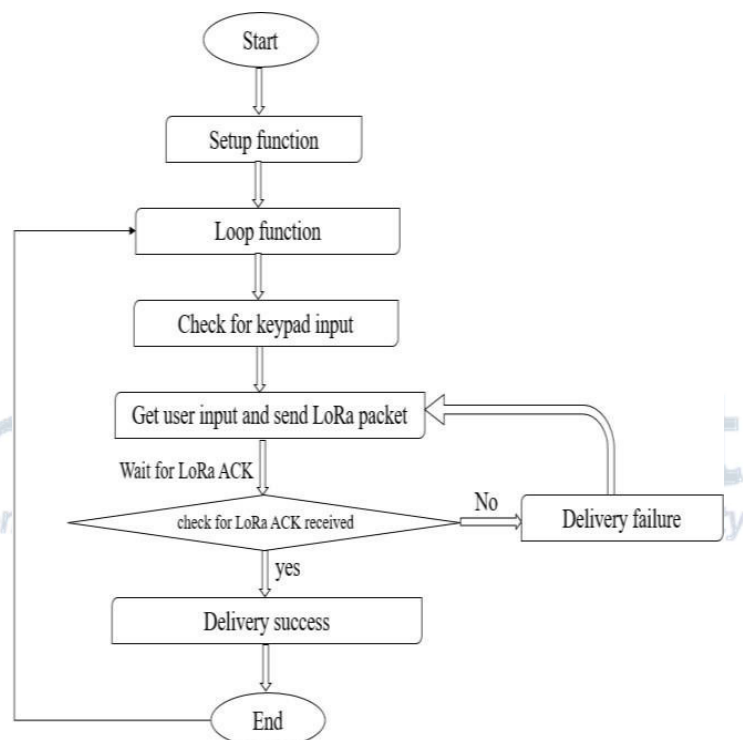 Start
Setup function
Loop function
Check for keypad input
Get user input and send LoRa packet
Wait for LoRa ACK
check for LoRa ACK received
No
Delivery failure
yes
Delivery success
End